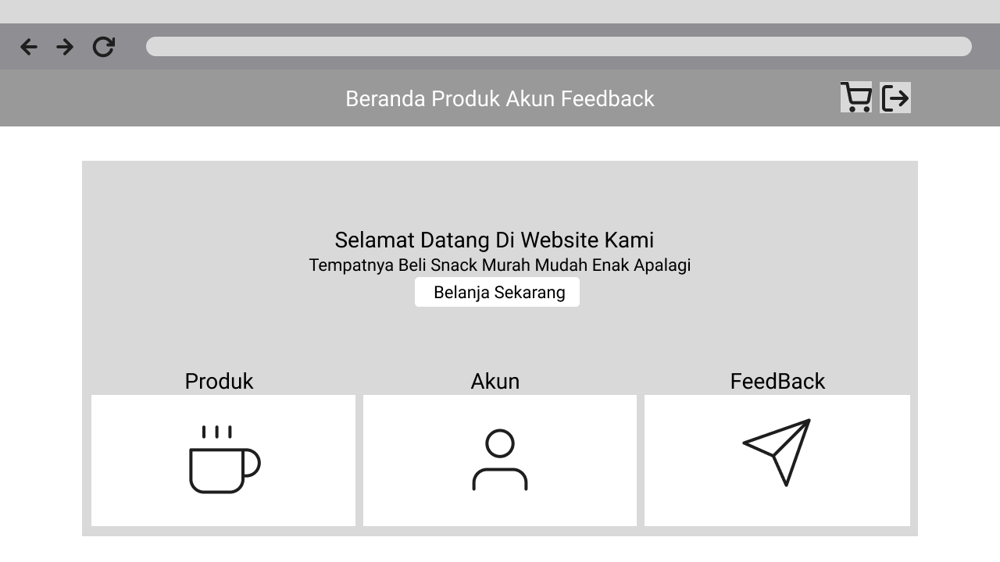 Beranda Produk Akun Feedback
Selamat Datang Di Website Kami
Tempatnya Beli Snack Murah Mudah Enak Apalagi
Belanja Sekarang
Produk
Akun
FeedBack